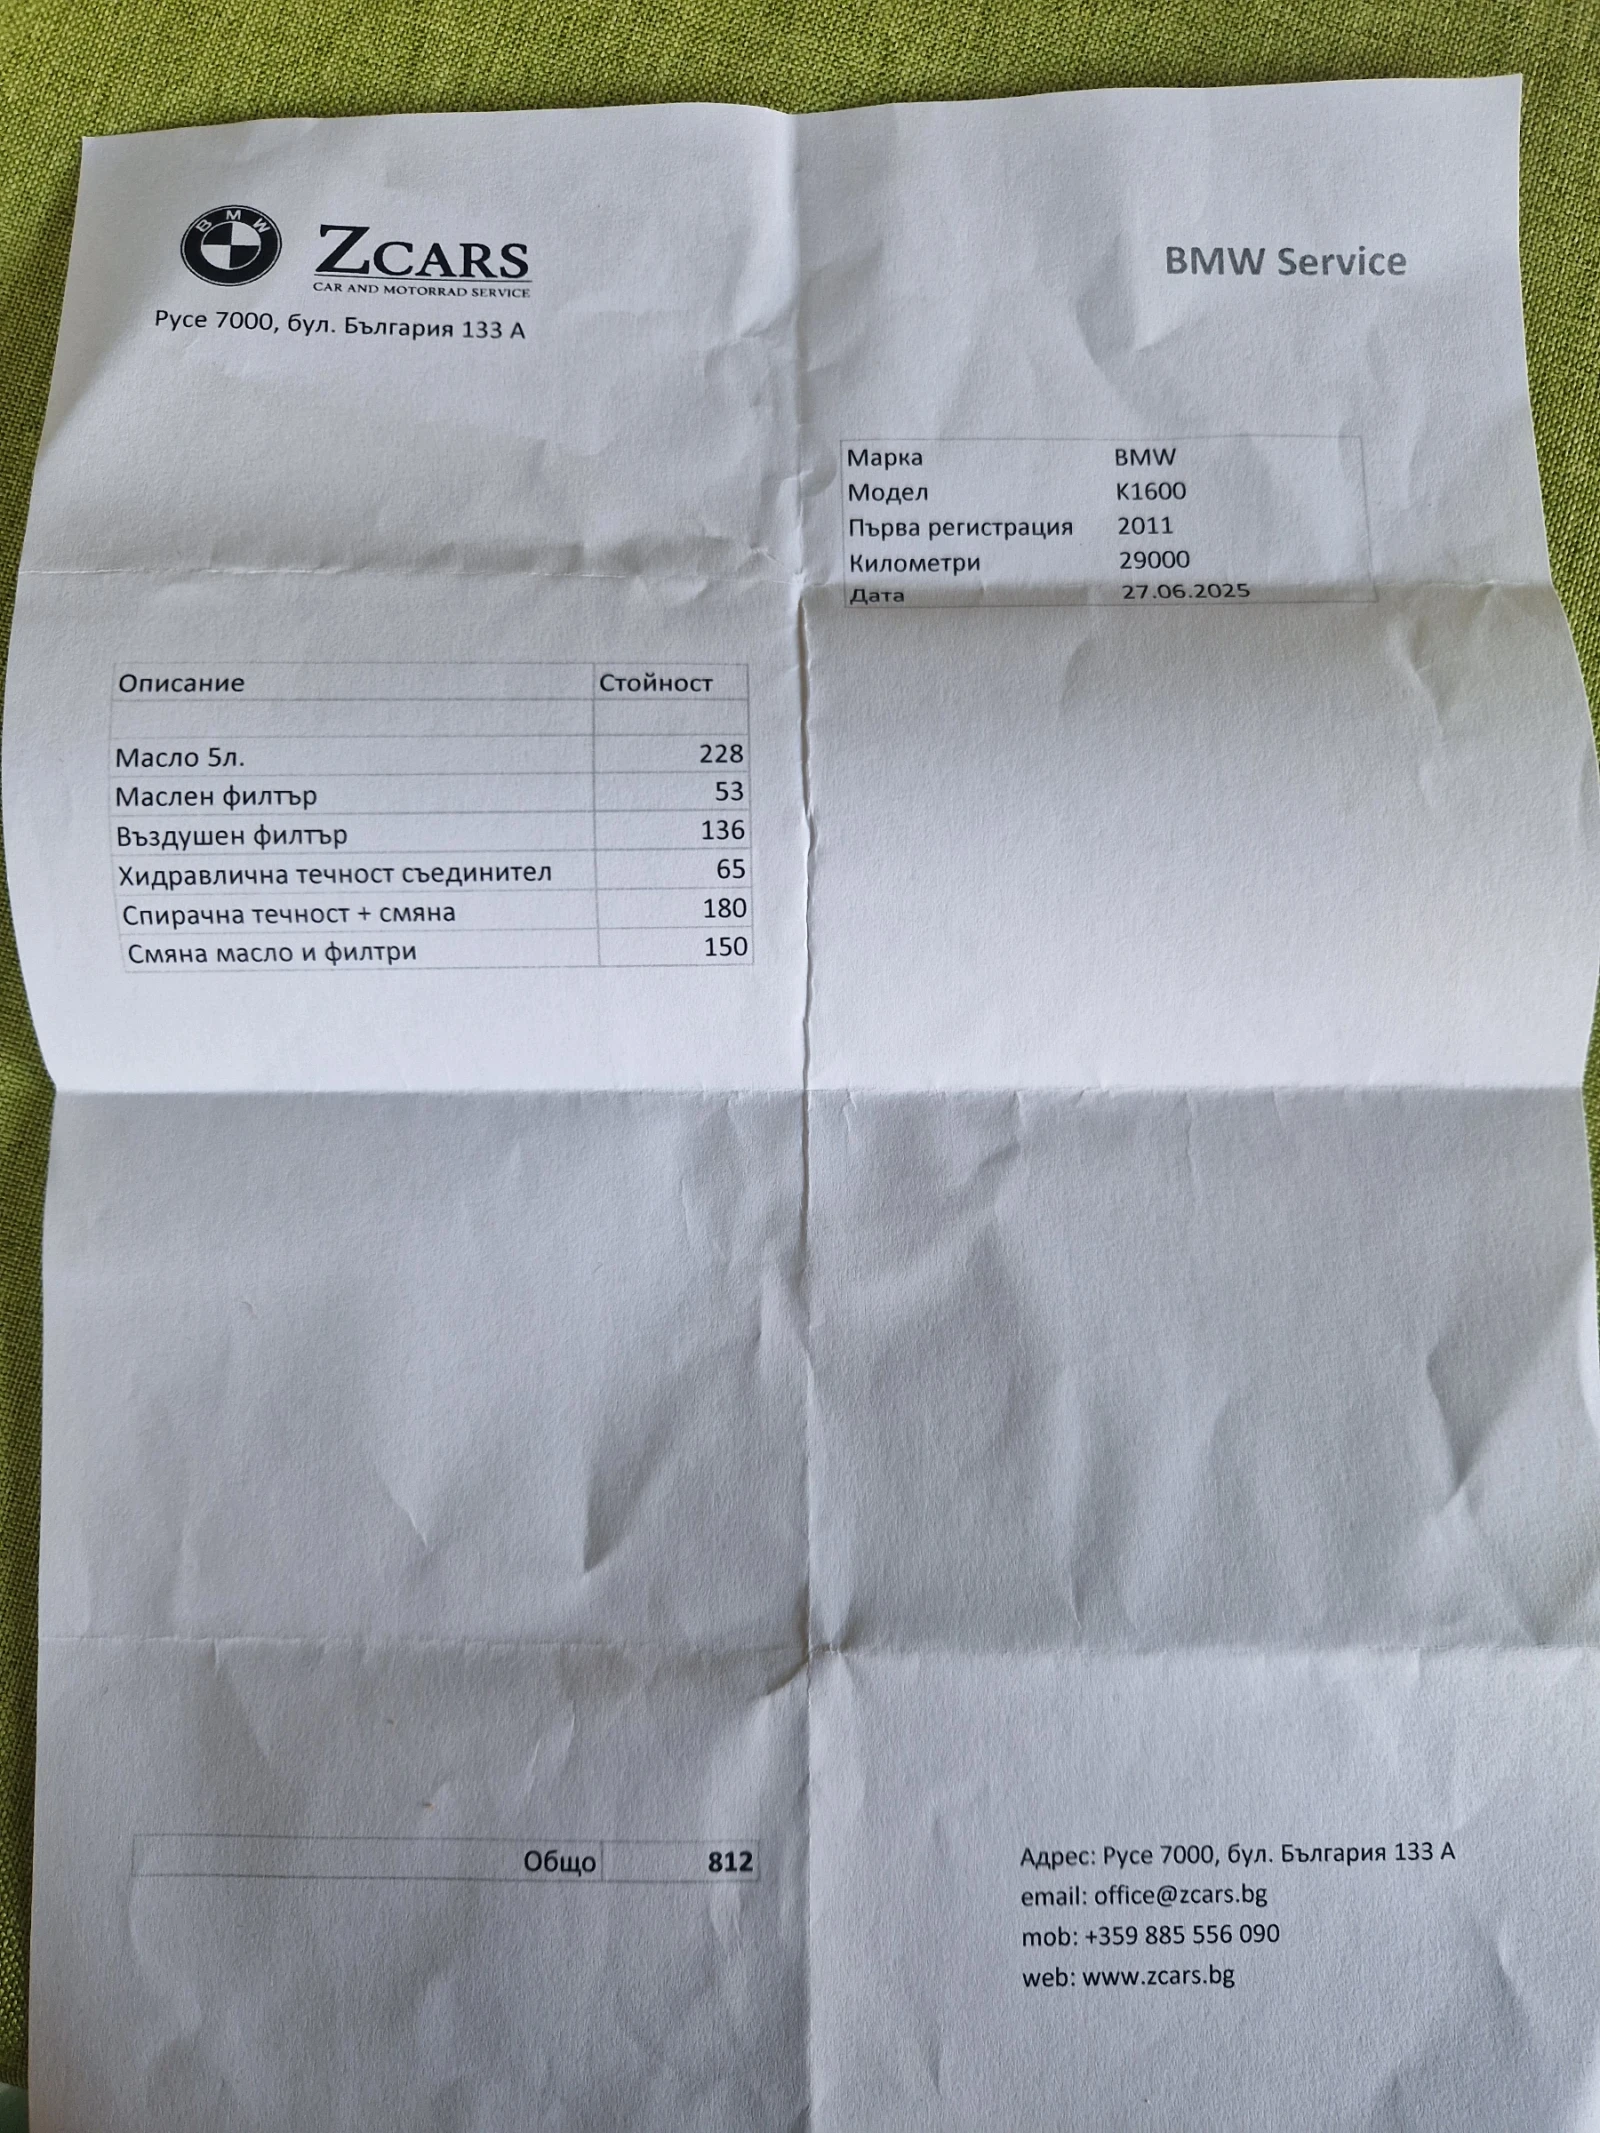 BMW
ZCARS
CAR AND MOTORRAD SERVICE
Русе 7000, бул. България 133 А
BMW Service
Марка BMW
Модел K1600
Първа регистрация 2011
Километри 29000
Дата 27.06.2025
Описание Стойност
Масло 5л. 228
Маслен филтър 53
Въздушен филтър 136
Хидравлична течност съединител 65
Спирачна течност + смяна 180
Смяна масло и филтри 150
Общо 812
Адрес: Русе 7000, бул. България 133 А
email: office@zcars.bg
mob: +359 885 556 090
web: www.zcars.bg